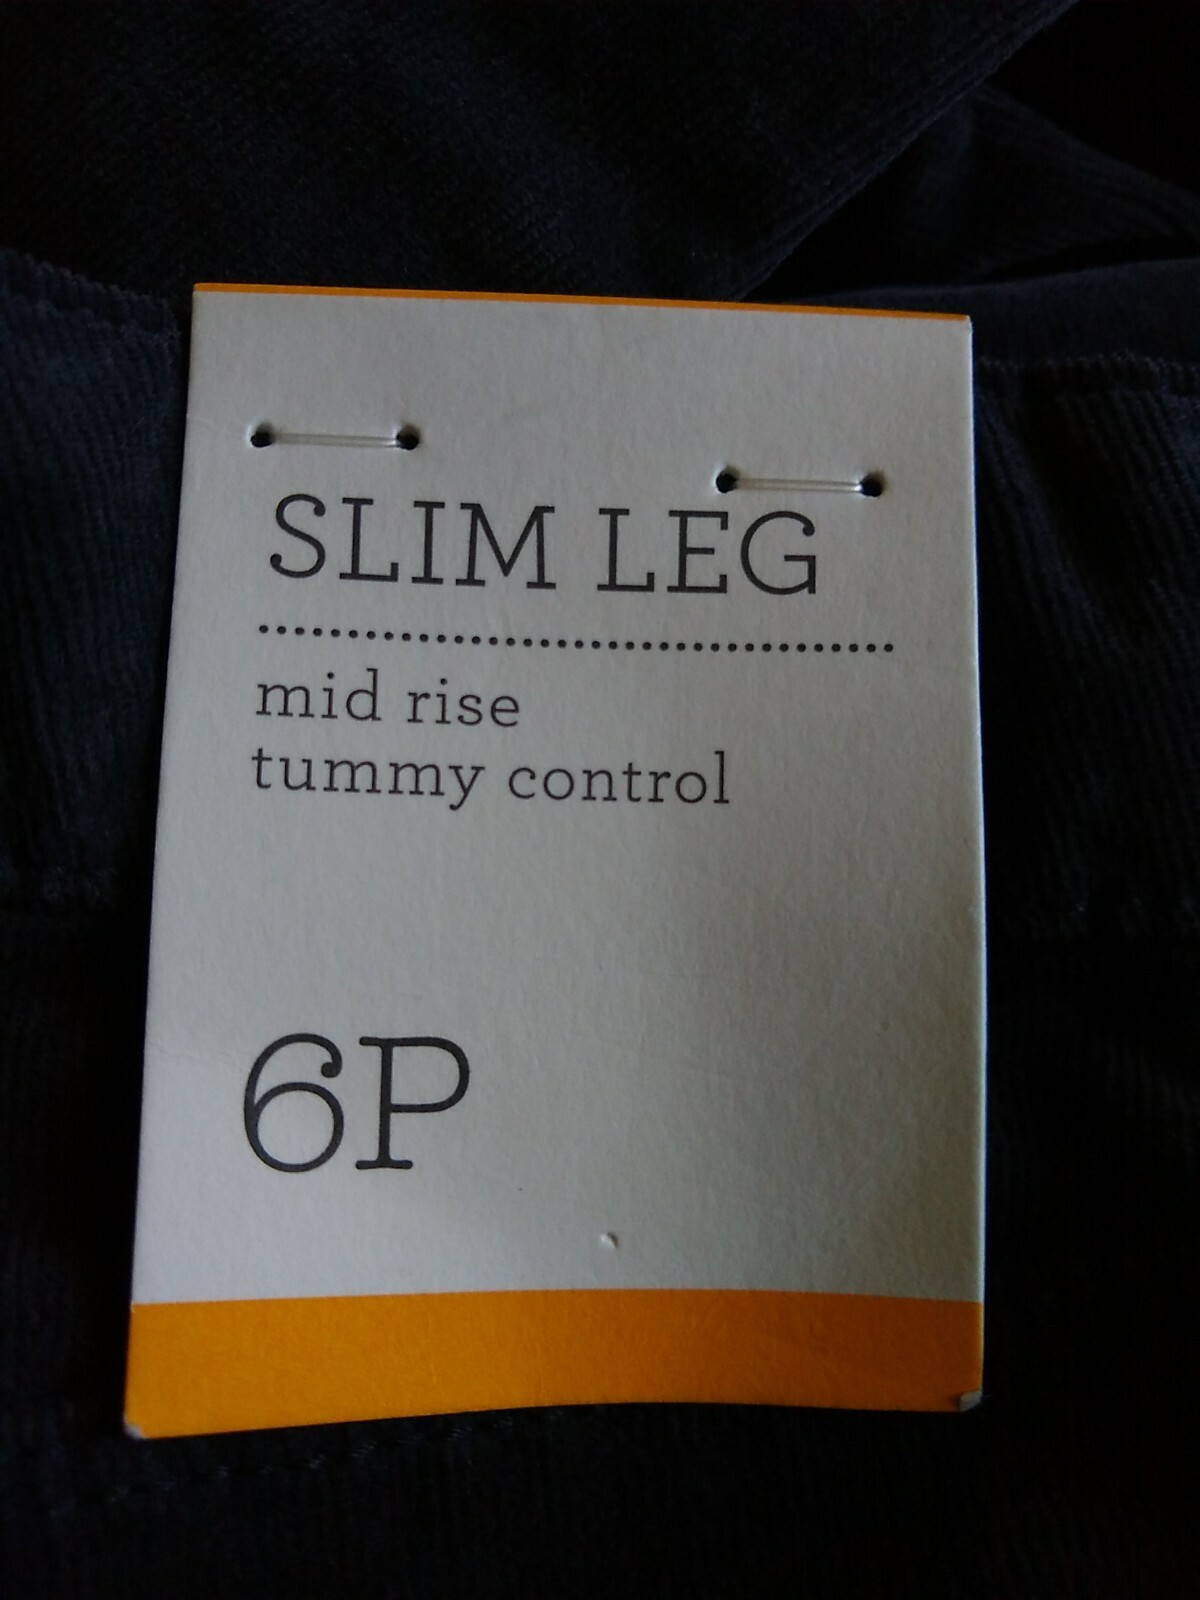 SLIM LEG
mid rise
tummy control
6P